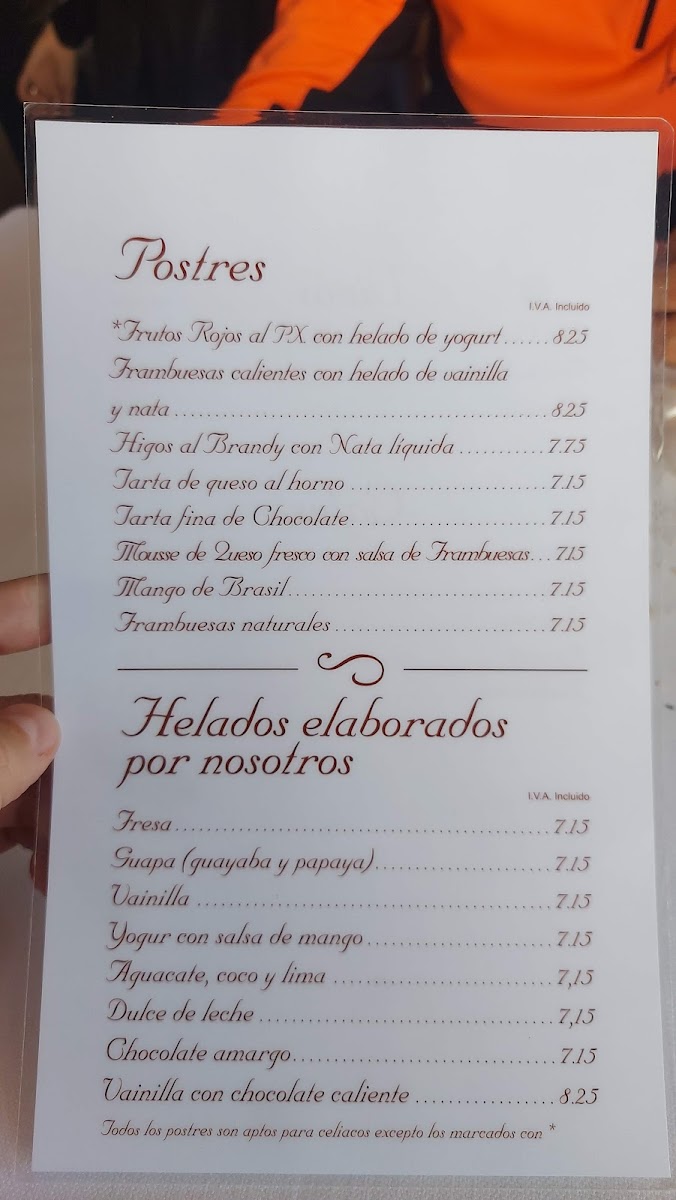 Postres
I.V.A. Incluido
*Frutos Rojos al P.X. con helado de yogurt......8.25
Frambuesas calientes con helado de vainilla
y nata..............................................8.25
Higos al Brandy con Nata líquida...........7.75
Tarta de queso al horno.........................7.15
Tarta fina de Chocolate.........................7.15
Mousse de Queso fresco con salsa de Frambuesas...7.15
Mango de Brasil................................7.15
Frambuesas naturales..........................7.15
Helados elaborados
por nosotros
I.V.A. Incluido
Fresa..............................................7.15
Guapa (guayaba y papaya)......................7.15
Vainilla............................................7.15
Yogur con salsa de mango.......................7.15
Aguacate, coco y lima...........................7,15
Dulce de leche....................................7,15
Chocolate amargo................................7.15
Vainilla con chocolate caliente.................8.25
Todos los postres son aptos para celíacos excepto los marcados con *